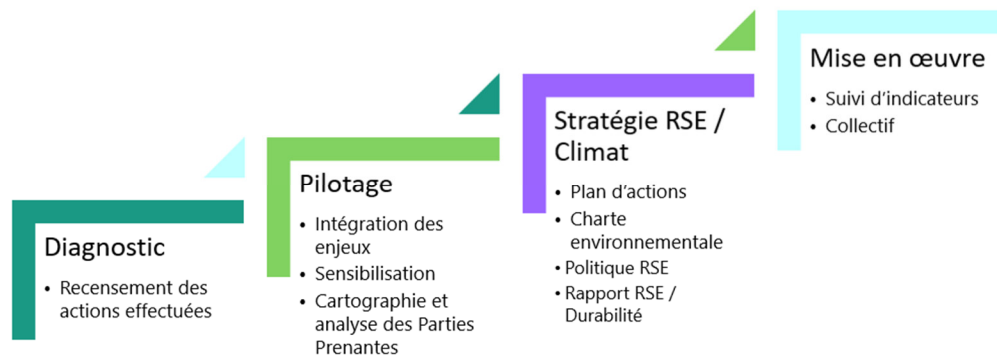 Diagnostic
• Recensement des
actions effectuées
Pilotage
• Intégration des
enjeux
• Sensibilisation
• Cartographie et
analyse des Parties
Prenantes
Stratégie RSE /
Climat
• Plan d’actions
• Charte
environnementale
• Politique RSE
• Rapport RSE /
Durabilité
Mise en œuvre
• Suivi d’indicateurs
• Collectif